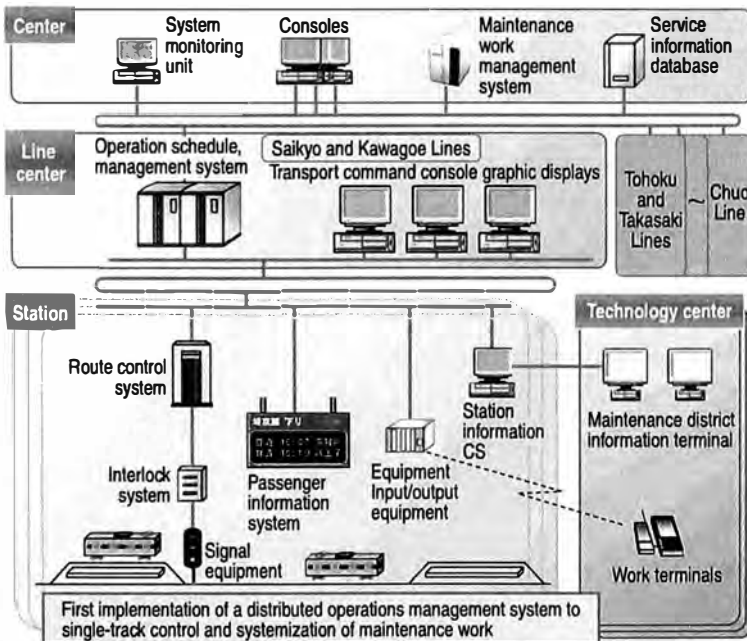 Center
System
monitoring
unit
Consoles
Maintenance
work
management
system
Service
information
database
Line
center
Operation schedule,
management system
Saikyo and Kawagoe Lines
Transport command console graphic displays
Tohoku
and
Takasaki
Lines
~
Chuo
Line
Station
Technology center
Route control
system
Interlock
system
Signal
equipment
Passenger
information
system
Equipment
Input/output
equipment
Station
information
CS
Maintenance district
information terminal
Work terminals
First implementation of a distributed operations management system to
single-track control and systemization of maintenance work